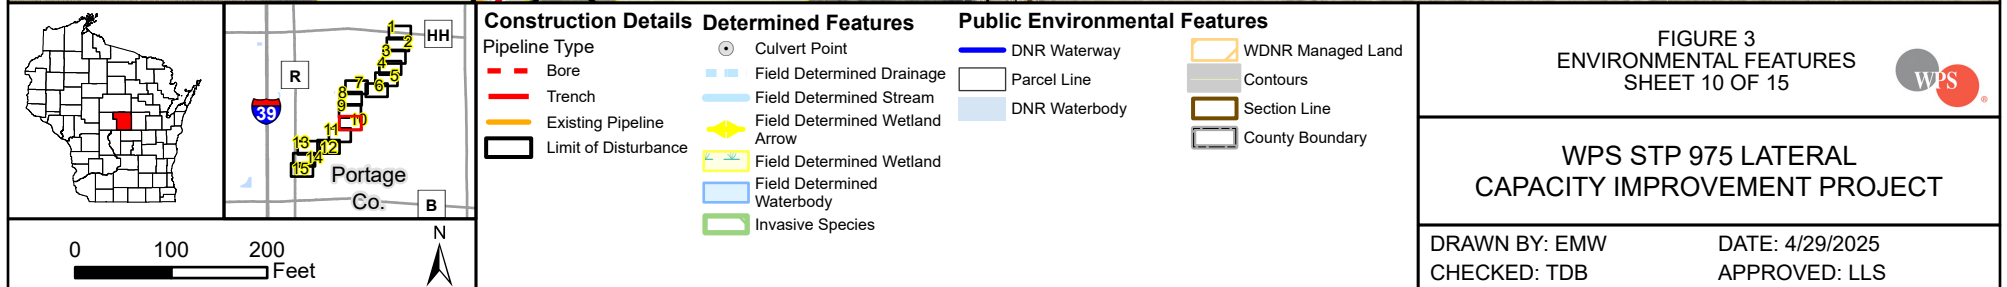 1
2
3
4
5
6
7
8
9
10
11
12
13
14
15
HH
R
39
B
Portage
Co.
0 100 200
Feet
N
Construction Details
Pipeline Type
Bore
Trench
Existing Pipeline
Limit of Disturbance
Determined Features
Culvert Point
Field Determined Drainage
Field Determined Stream
Field Determined Wetland
Arrow
Field Determined Wetland
Field Determined
Waterbody
Invasive Species
Public Environmental Features
DNR Waterway
Parcel Line
DNR Waterbody
WDNR Managed Land
Contours
Section Line
County Boundary
FIGURE 3
ENVIRONMENTAL FEATURES
SHEET 10 OF 15
WPS
®
WPS STP 975 LATERAL
CAPACITY IMPROVEMENT PROJECT
DRAWN BY: EMW DATE: 4/29/2025
CHECKED: TDB APPROVED: LLS